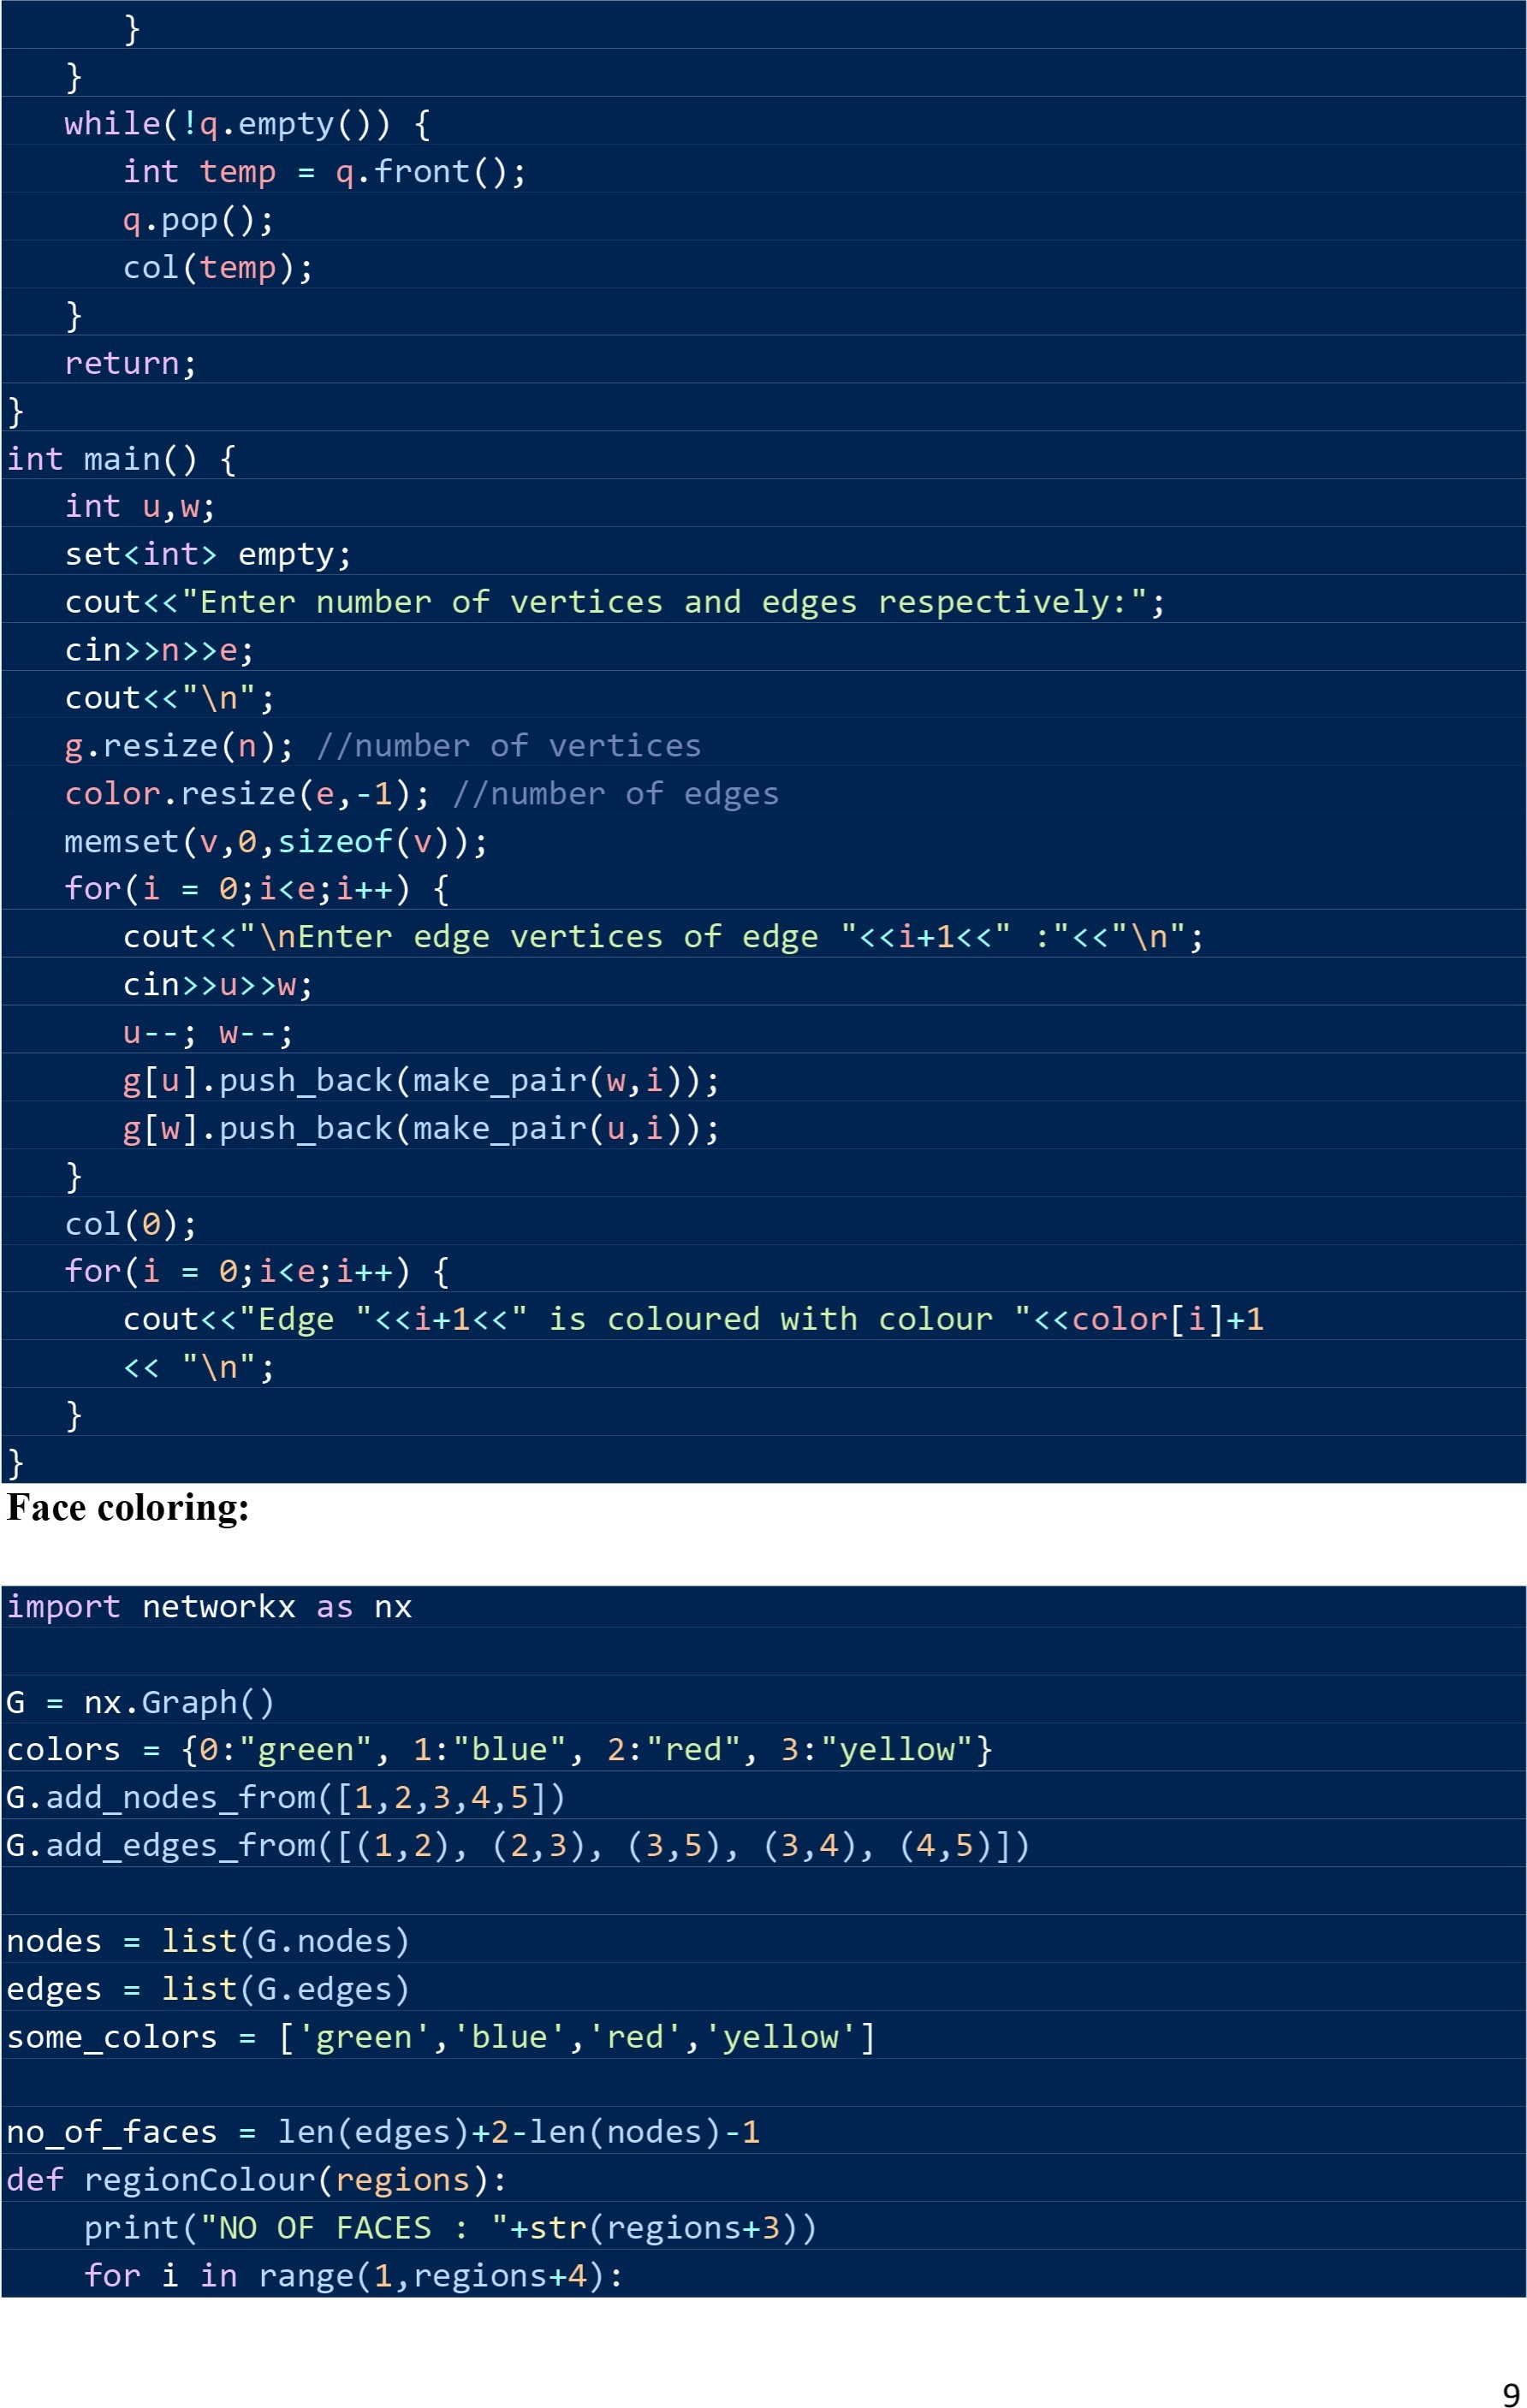 }
   }
   while(!q.empty()) {
      int temp = q.front();
      q.pop();
      col(temp);
   }
   return;
}
int main() {
   int u,w;
   set<int> empty;
   cout<<"Enter number of vertices and edges respectively:";
   cin>>n>>e;
   cout<<"\n";
   g.resize(n); //number of vertices
   color.resize(e,-1); //number of edges
   memset(v,0,sizeof(v));
   for(i = 0;i<e;i++) {
      cout<<"\nEnter edge vertices of edge "<<i+1<<" :"<<"\n";
      cin>>u>>w;
      u--; w--;
      g[u].push_back(make_pair(w,i));
      g[w].push_back(make_pair(u,i));
   }
   col(0);
   for(i = 0;i<e;i++) {
      cout<<"Edge "<<i+1<<" is coloured with colour "<<color[i]+1
      << "\n";
   }
}
Face coloring:
import networkx as nx

G = nx.Graph()
colors = {0:"green", 1:"blue", 2:"red", 3:"yellow"}
G.add_nodes_from([1,2,3,4,5])
G.add_edges_from([(1,2), (2,3), (3,5), (3,4), (4,5)])

nodes = list(G.nodes)
edges = list(G.edges)
some_colors = ['green','blue','red','yellow']

no_of_faces = len(edges)+2-len(nodes)-1
def regionColour(regions):
    print("NO OF FACES : "+str(regions+3))
    for i in range(1,regions+4):
9